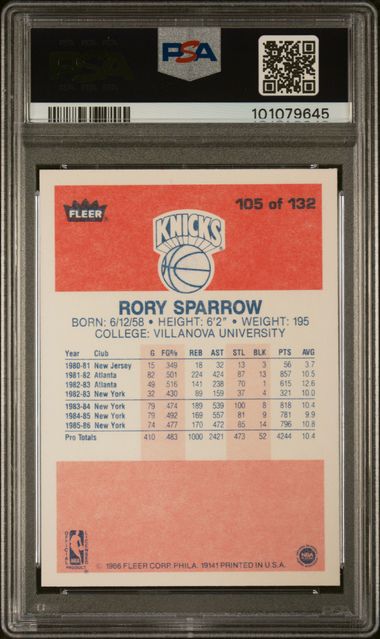 PSA
101079645
FLEER
KNICKS
105 of 132
RORY SPARROW
BORN: 6/12/58 • HEIGHT: 6'2" • WEIGHT: 195
COLLEGE: VILLANOVA UNIVERSITY
Year Club G FG% REB AST STL BLK PTS AVG
1980-81 New Jersey 15 349 18 32 13 3 56 3.7
1981-82 Atlanta 82 501 224 424 87 13 857 10.5
1982-83 Atlanta 49 516 141 238 70 1 615 12.6
1982-83 New York 32 430 89 159 37 4 321 10.0
1983-84 New York 79 474 189 539 100 8 818 10.4
1984-85 New York 79 492 169 557 81 9 781 9.9
1985-86 New York 74 477 170 472 85 14 796 10.8
Pro Totals 410 483 1000 2421 473 52 4244 10.4
OFFICIAL LICENSED
NBA
PRODUCT
© 1986 FLEER CORP. PHILA. 19141 PRINTED IN U.S.A.